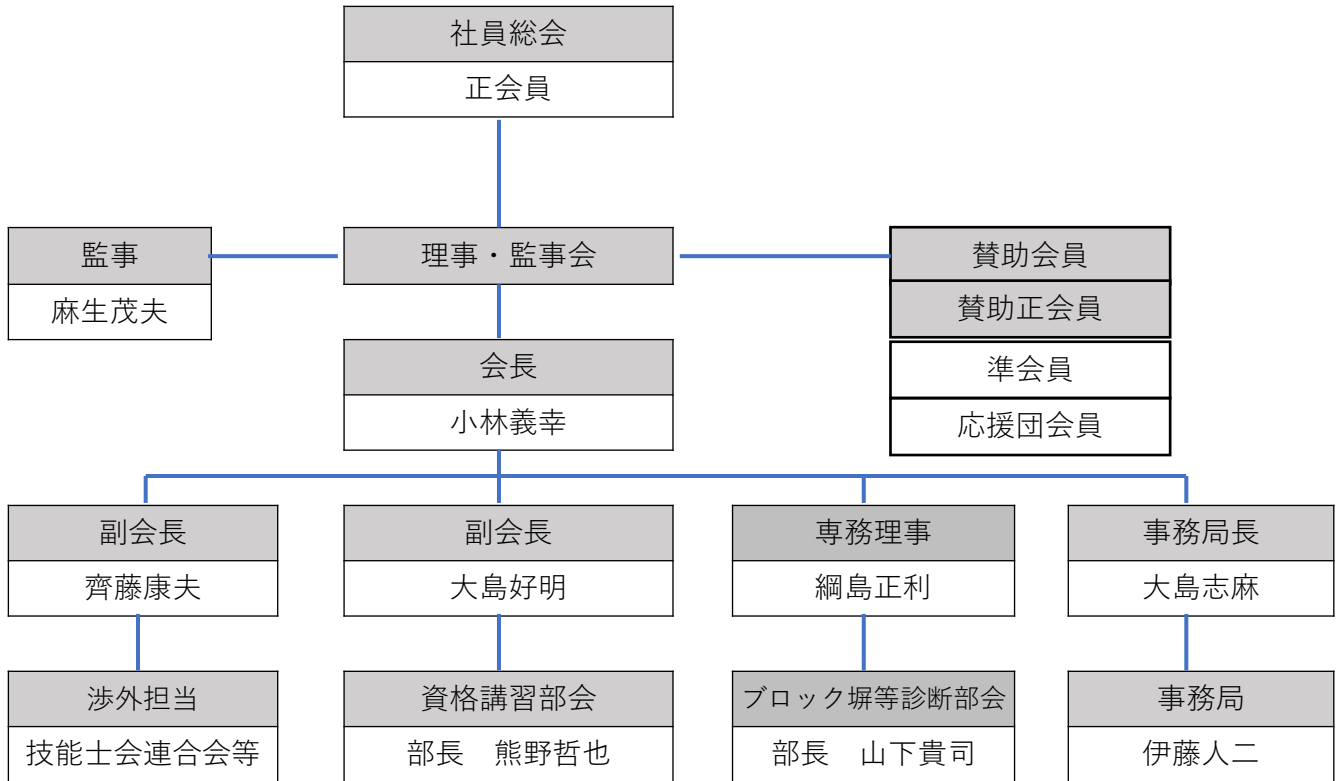 社員総会
正会員
監事
麻生茂夫
理事・監事会
賛助会員
賛助正会員
準会員
応援団会員
会長
小林義幸
副会長
齊藤康夫
副会長
大島好明
専務理事
綱島正利
事務局長
大島志麻
渉外担当
技能士会連合会等
資格講習部会
部長 熊野哲也
ブロック塀等診断部会
部長 山下貴司
事務局
伊藤人二